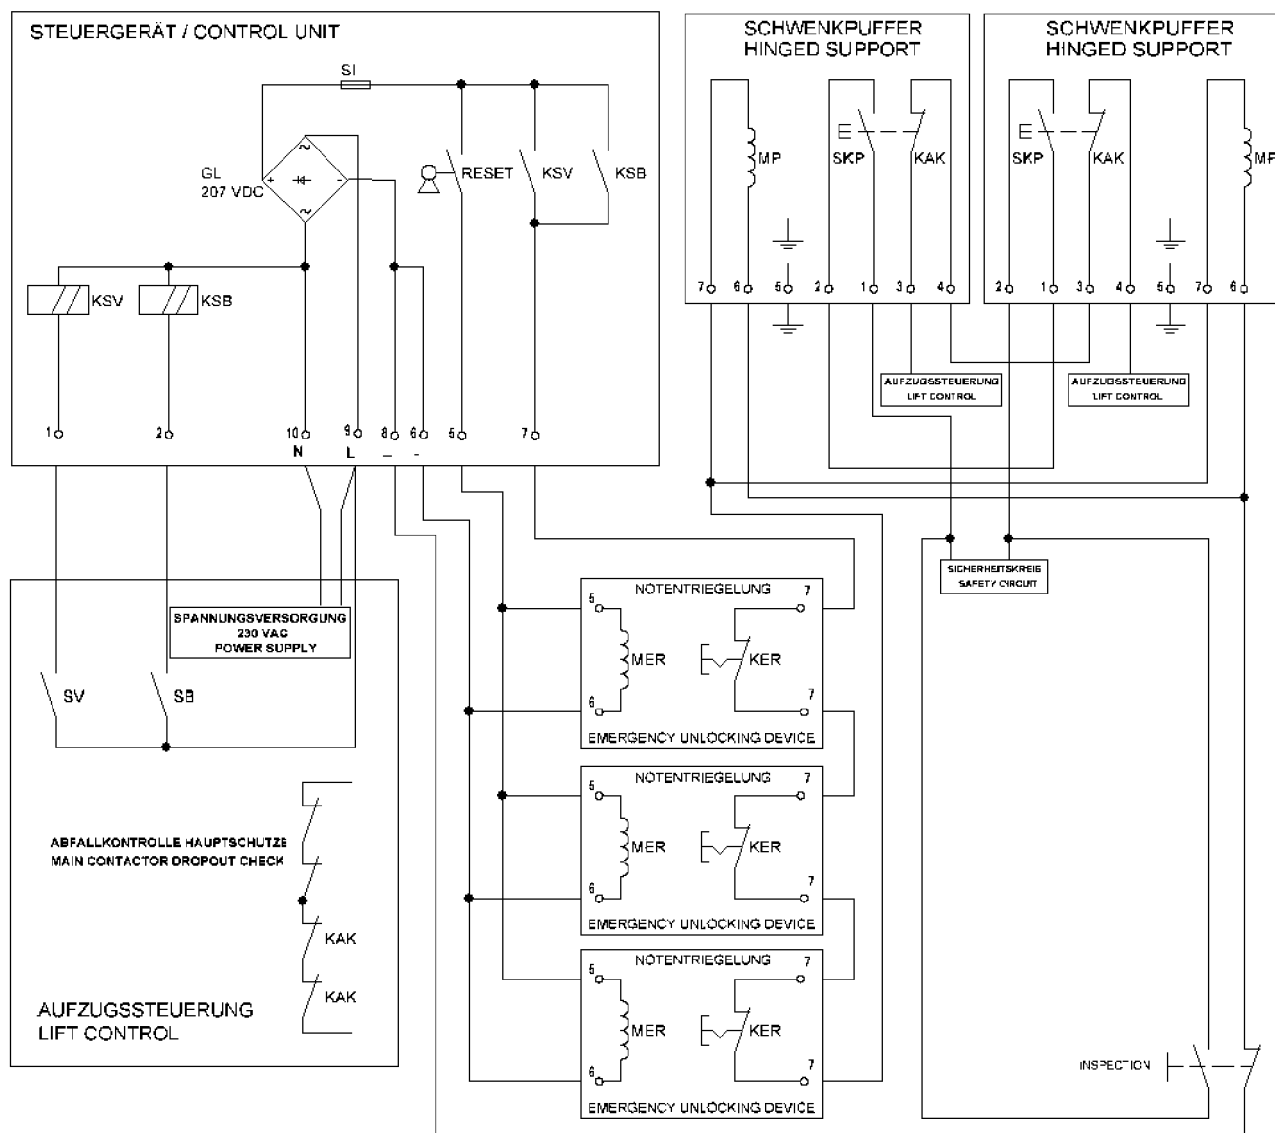 STEUERGERÄT / CONTROL UNIT
SI
GL
207 VDC
~
+
-
~
RESET
KSV
KSB
KSV
KSB
1
2
10
9
8
6
5
7
N
L
–
-
SCHWENKPUFFER
HINGED SUPPORT
MP
SKP
KAK
7
6
5
2
1
3
4
SCHWENKPUFFER
HINGED SUPPORT
SKP
KAK
MP
2
1
3
4
5
7
6
AUFZUGSSTEUERUNG
LIFT CONTROL
AUFZUGSSTEUERUNG
LIFT CONTROL
SICHERHEITSKREIS
SAFETY CIRCUIT
SPANNUNGSVERSORGUNG
230 VAC
POWER SUPPLY
SV
SB
ABFALLKONTROLLE HAUPTSCHÜTZE
MAIN CONTACTOR DROPOUT CHECK
KAK
KAK
AUFZUGSSTEUERUNG
LIFT CONTROL
NOTENTRIEGELUNG
5
7
MER
KER
6
7
EMERGENCY UNLOCKING DEVICE
NOTENTRIEGELUNG
5
7
MER
KER
6
7
EMERGENCY UNLOCKING DEVICE
NOTENTRIEGELUNG
5
7
MER
KER
6
7
EMERGENCY UNLOCKING DEVICE
INSPECTION